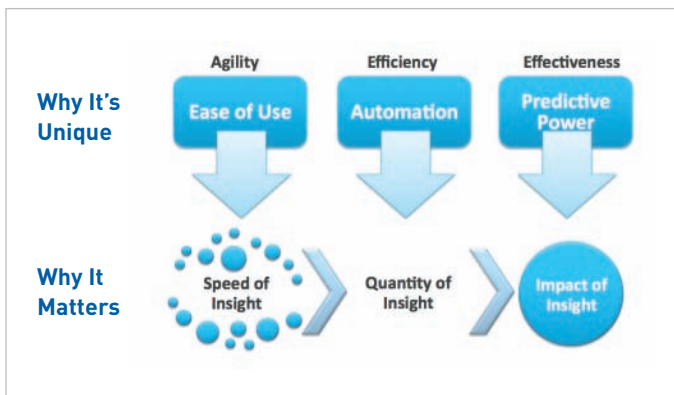 Agility
Efficiency
Effectiveness
Why It's
Unique
Ease of Use
Automation
Predictive
Power
Why It
Matters
Speed of
Insight
Quantity of
Insight
Impact of
Insight